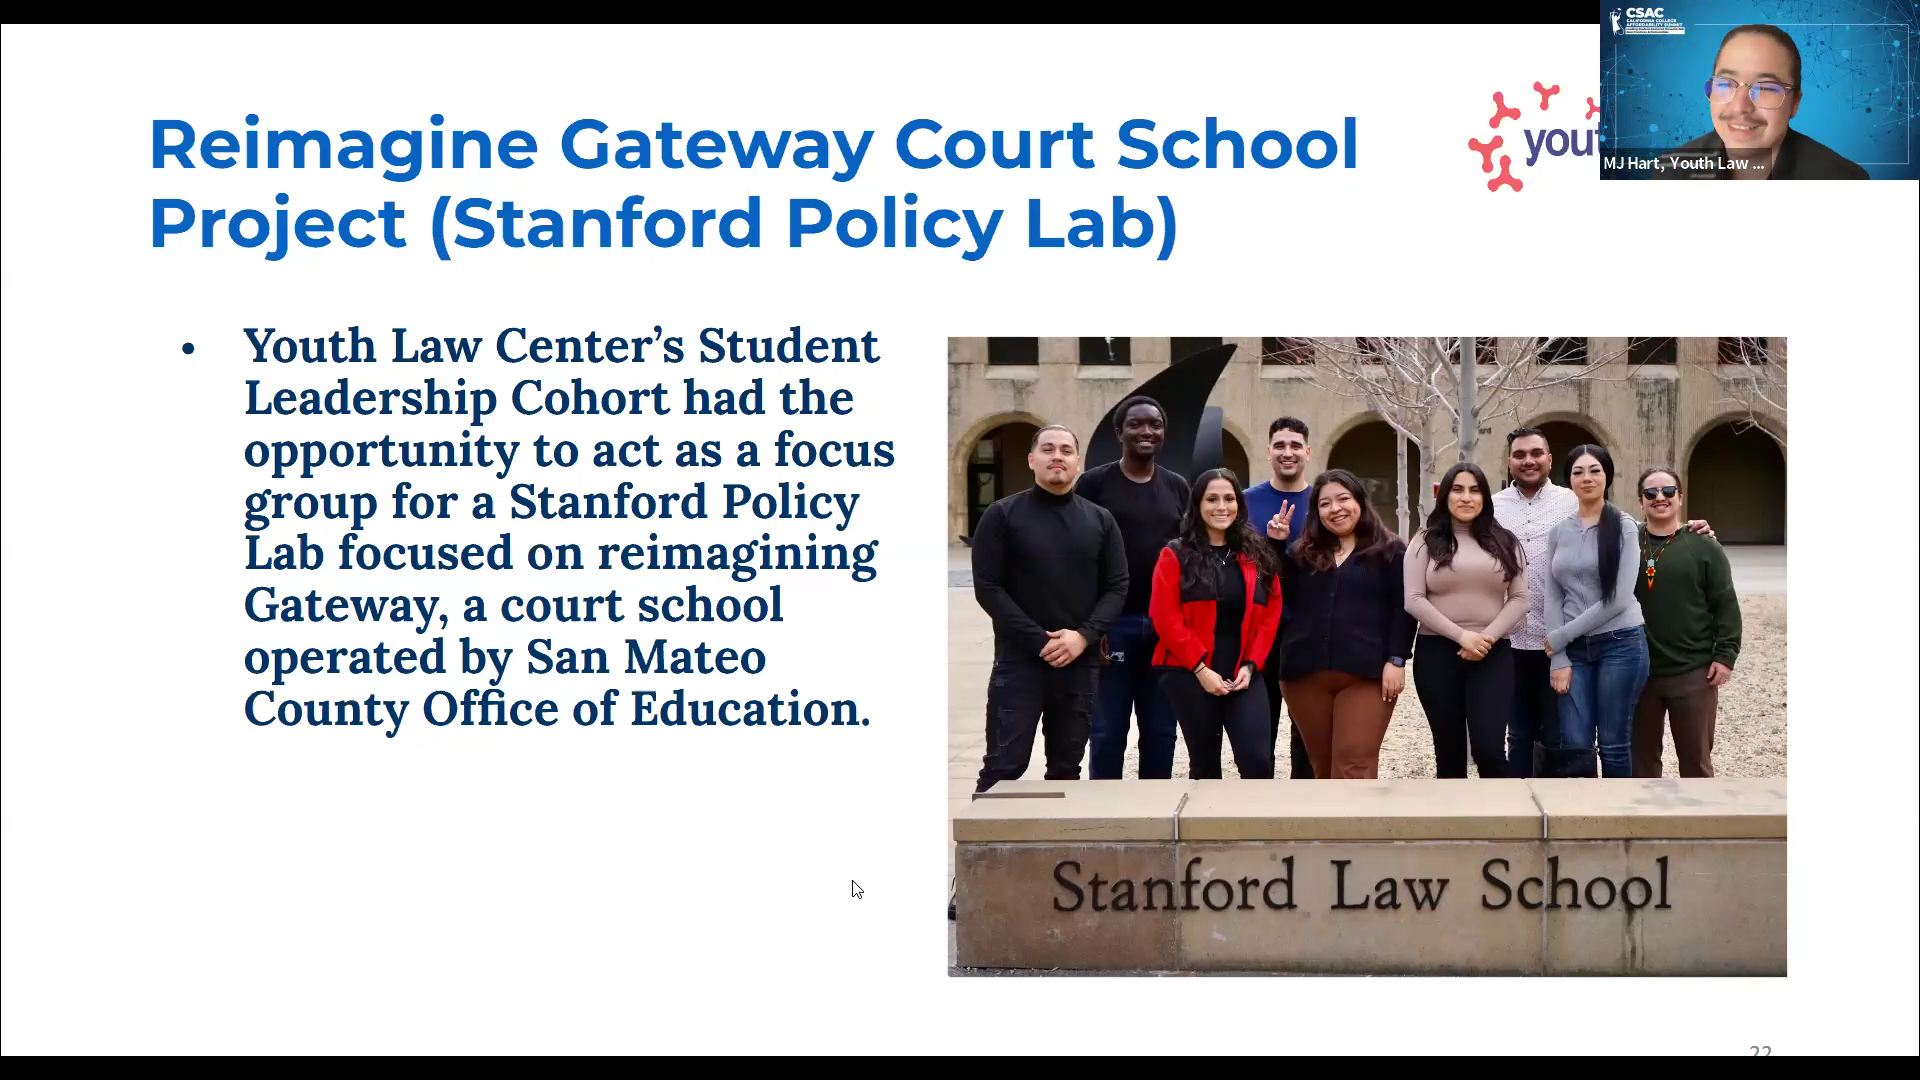 Reimagine Gateway Court School
Project (Stanford Policy Lab)
you
CSAC
CALIFORNIA COLLEGE
AFFORDABILITY SUMMIT
MJ Hart, Youth Law ...
• Youth Law Center’s Student
Leadership Cohort had the
opportunity to act as a focus
group for a Stanford Policy
Lab focused on reimagining
Gateway, a court school
operated by San Mateo
County Office of Education.
Stanford Law School
22